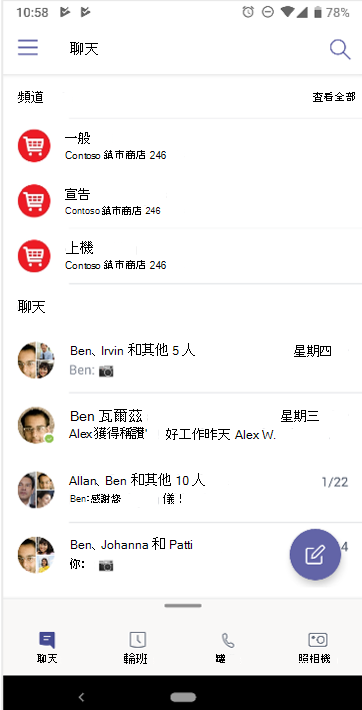 10:58 78%
聊天
頻道 查看全部
一般
Contoso 鎮市商店 246
宣告
Contoso 鎮市商店 246
上機
Contoso 鎮市商店 246
聊天
Ben、Irvin 和其他 5 人 星期四
Ben:
Ben 瓦爾茲 星期三
Alex獲得稱讚" 好工作昨天 Alex W.
Allan、Ben 和其他 10 人 1/22
Ben:感謝您 儀！
Ben、Johanna 和 Patti 4
你:
聊天 輪班 罐 照相機